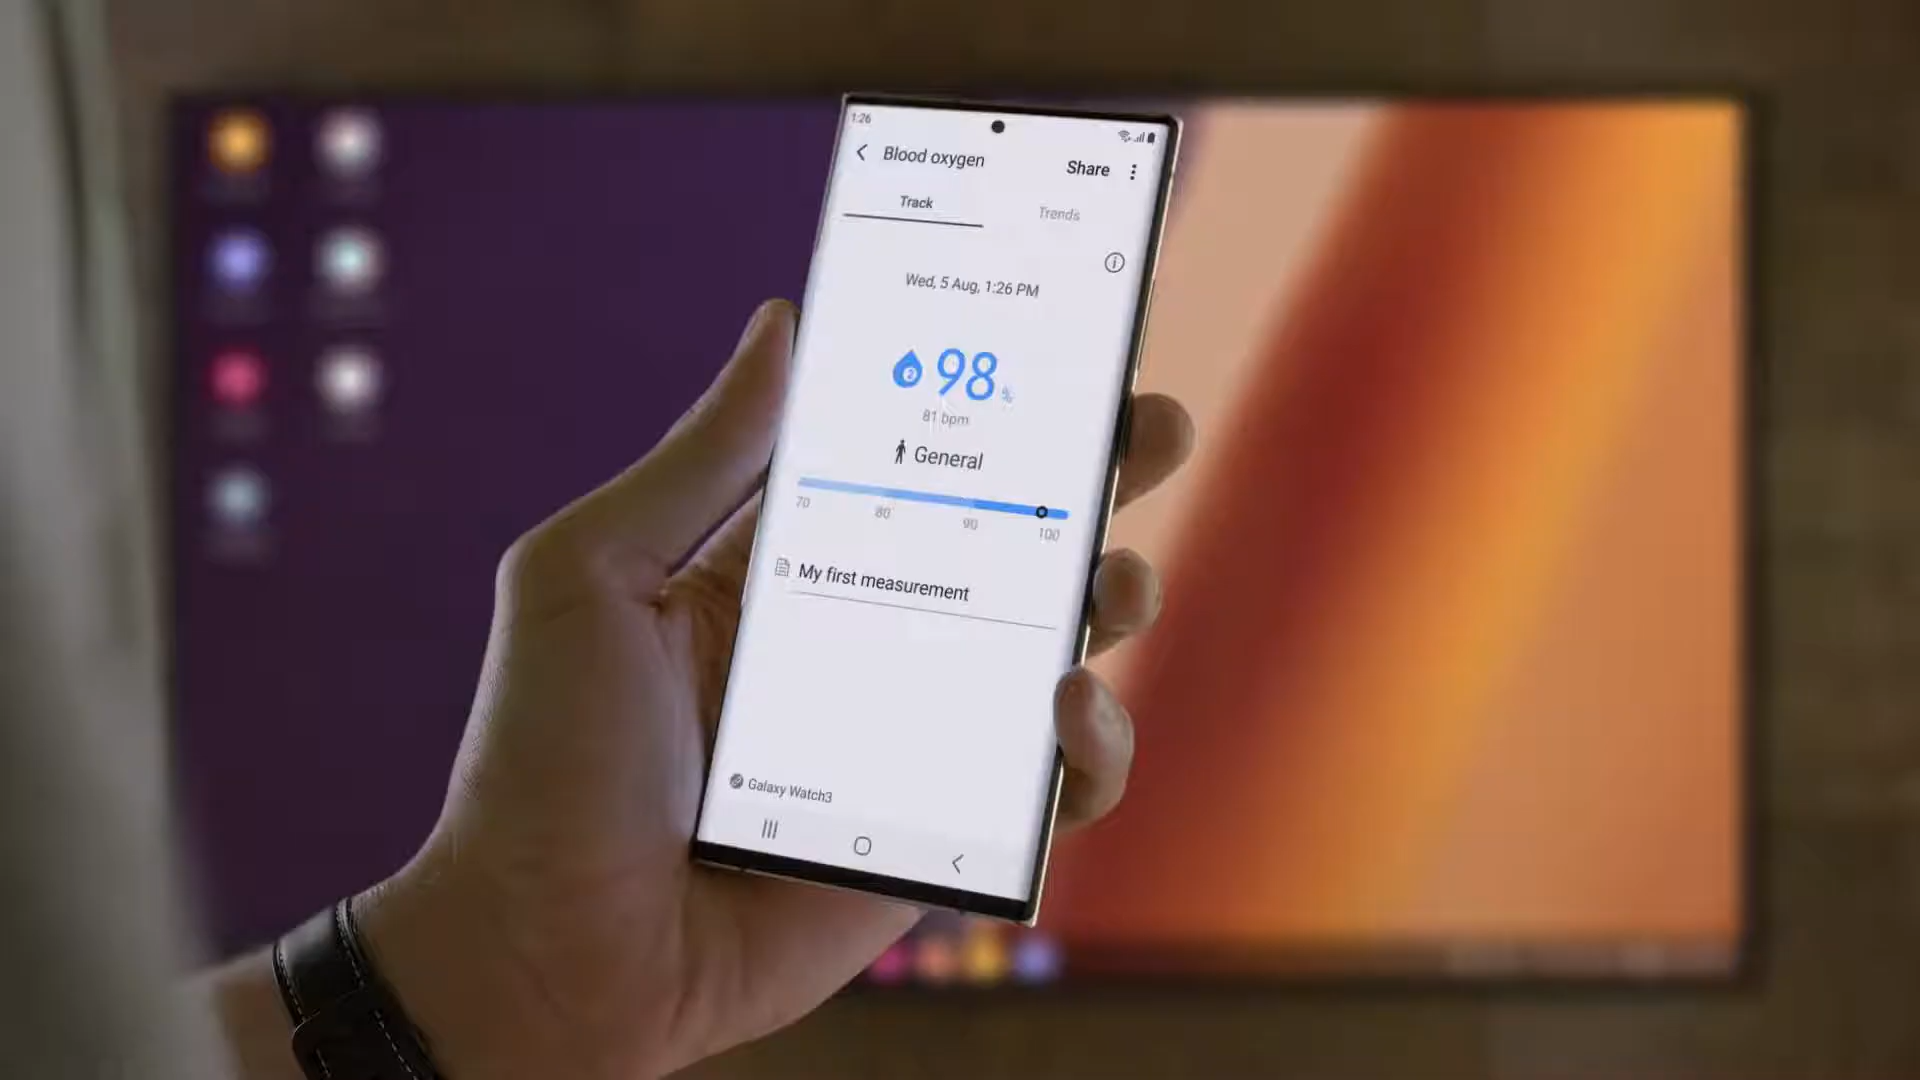 1:26
Blood oxygen
Share
Track
Trends
Wed, 5 Aug, 1:26 PM
98 %
81 bpm
General
70 80 90 100
My first measurement
Galaxy Watch3